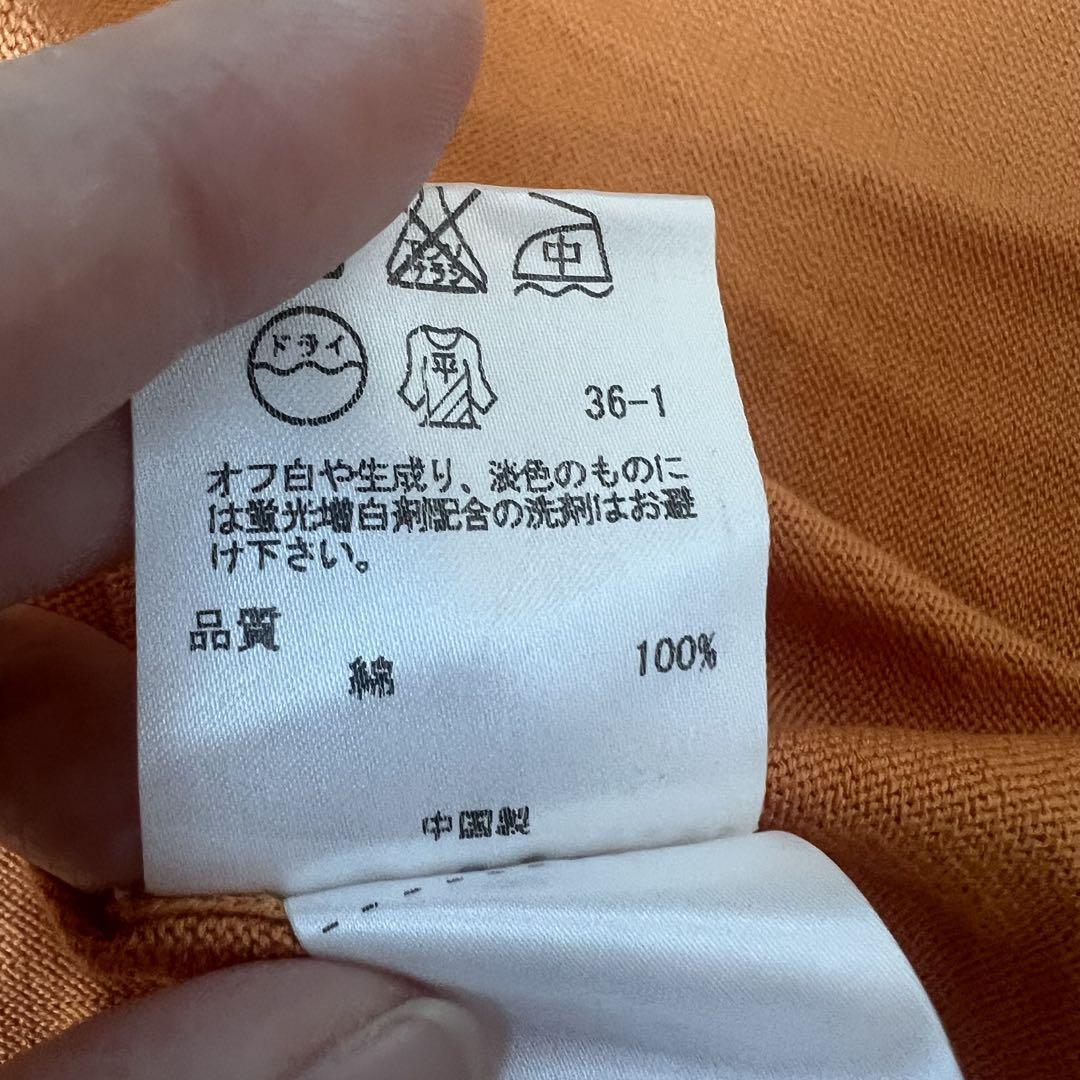 エンソ
サラシ
中
ドライ
平
36-1
オフ白や生成り、淡色のものに
は蛍光増白剤配合の洗剤はお避
け下さい。
品質
綿 100%
中国製